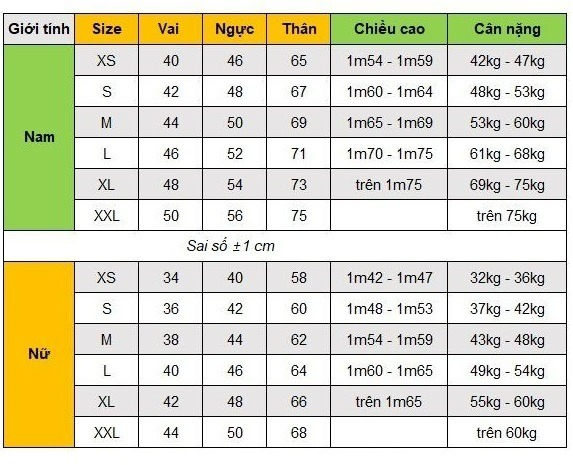 Giới tính Size Vai Ngực Thân Chiều cao Cân nặng
XS 40 46 65 1m54 - 1m59 42kg - 47kg
S 42 48 67 1m60 - 1m64 48kg - 53kg
M 44 50 69 1m65 - 1m69 53kg - 60kg
Nam
L 46 52 71 1m70 - 1m75 61kg - 68kg
XL 48 54 73 trên 1m75 69kg - 75kg
XXL 50 56 75 trên 75kg
Sai số ± 1 cm
XS 34 40 58 1m42 - 1m47 32kg - 36kg
S 36 42 60 1m48 - 1m53 37kg - 42kg
M 38 44 62 1m54 - 1m59 43kg - 48kg
Nữ
L 40 46 64 1m60 - 1m65 49kg - 54kg
XL 42 48 66 trên 1m65 55kg - 60kg
XXL 44 50 68 trên 60kg